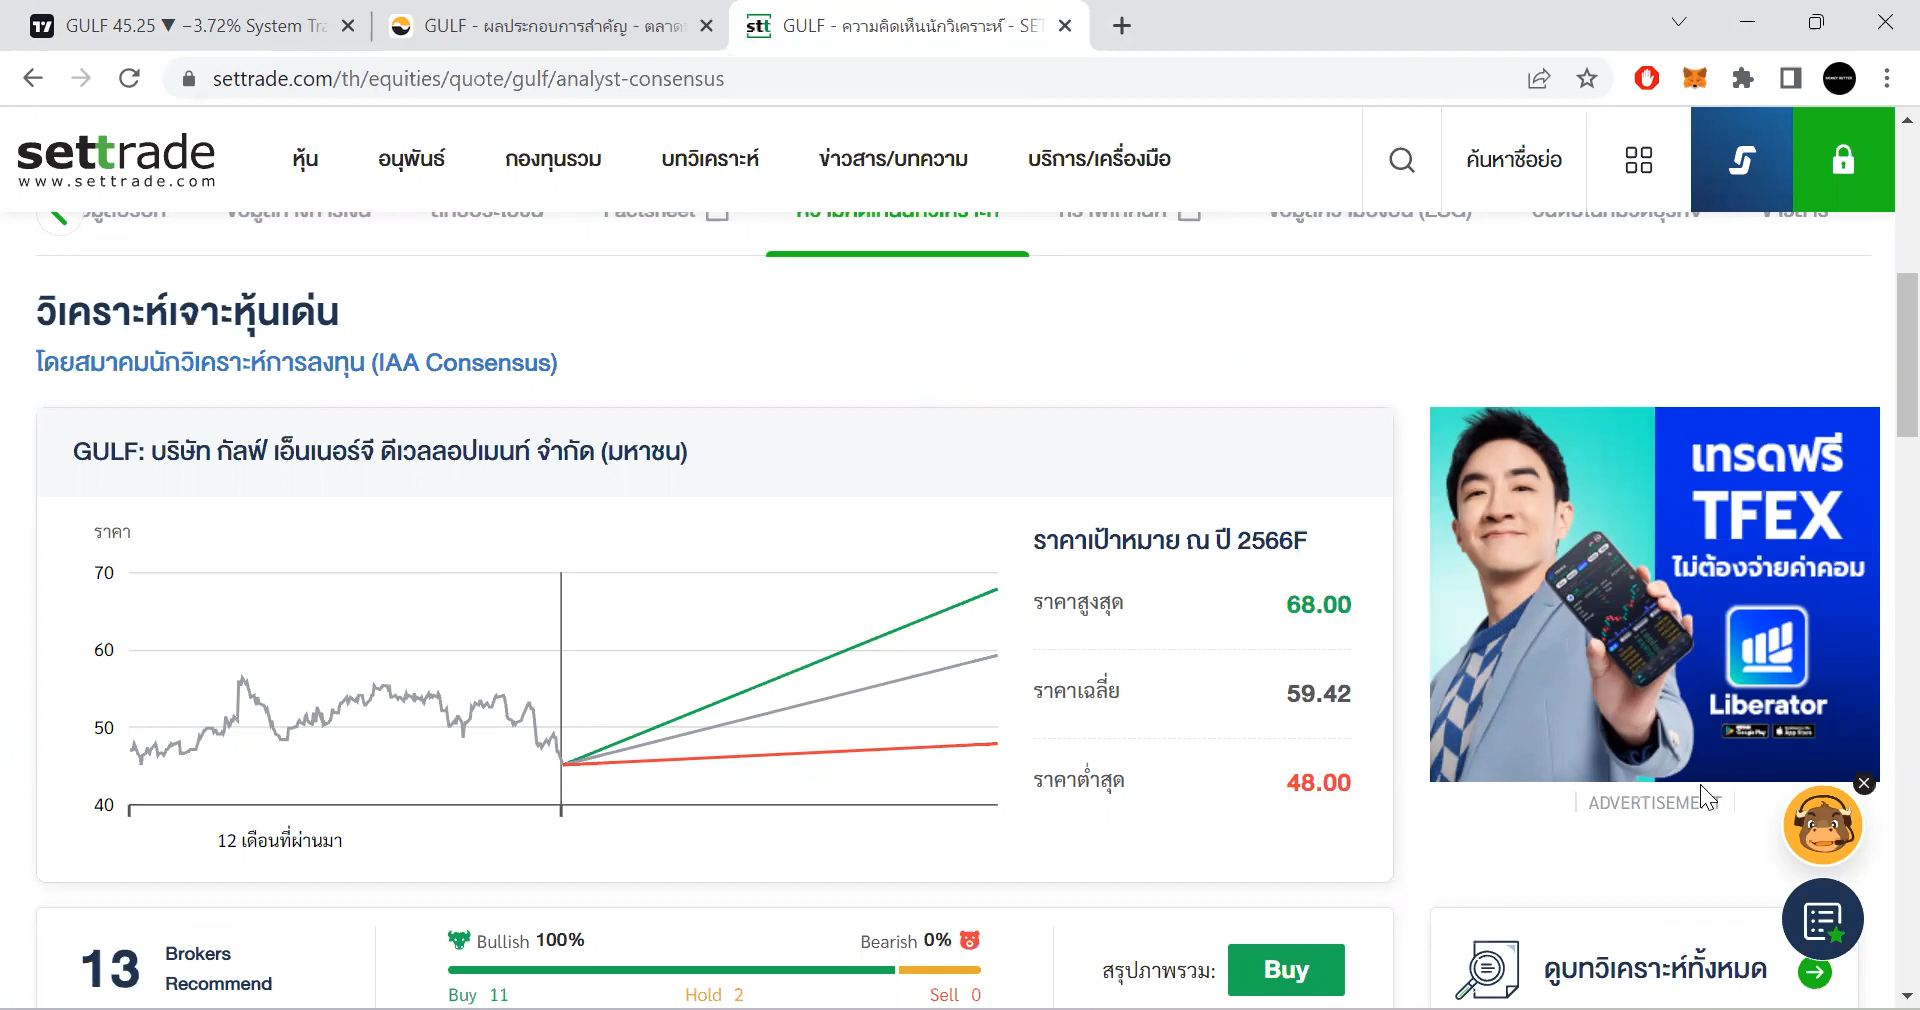 GULF 45.25 ▼ −3.72% System Tra
GULF - ผลประกอบการสำคัญ - ตลาด
stt GULF - ความคิดเห็นนักวิเคราะห์ - SET
settrade.com/th/equities/quote/gulf/analyst-consensus
settrade
www.settrade.com
หุ้น
อนุพันธ์
กองทุนรวม
บทวิเคราะห์
ข่าวสาร/บทความ
บริการ/เครื่องมือ
ค้นหาชื่อย่อ
วิเคราะห์เจาะหุ้นเด่น
โดยสมาคมนักวิเคราะห์การลงทุน (IAA Consensus)
GULF: บริษัท กัลฟ์ เอ็นเนอร์จี ดีเวลลอปเมนท์ จำกัด (มหาชน)
ราคา
70
60
50
40
12 เดือนที่ผ่านมา
ราคาเป้าหมาย ณ ปี 2566F
ราคาสูงสุด 68.00
ราคาเฉลี่ย 59.42
ราคาต่ำสุด 48.00
เทรดฟรี
TFEX
ไม่ต้องจ่ายค่าคอม
Liberator
Google Play App Store
ADVERTISEMENT
13 Brokers
Recommend
Bullish 100%
Bearish 0%
Buy 11
Hold 2
Sell 0
สรุปภาพรวม: Buy
ดูบทวิเคราะห์ทั้งหมด